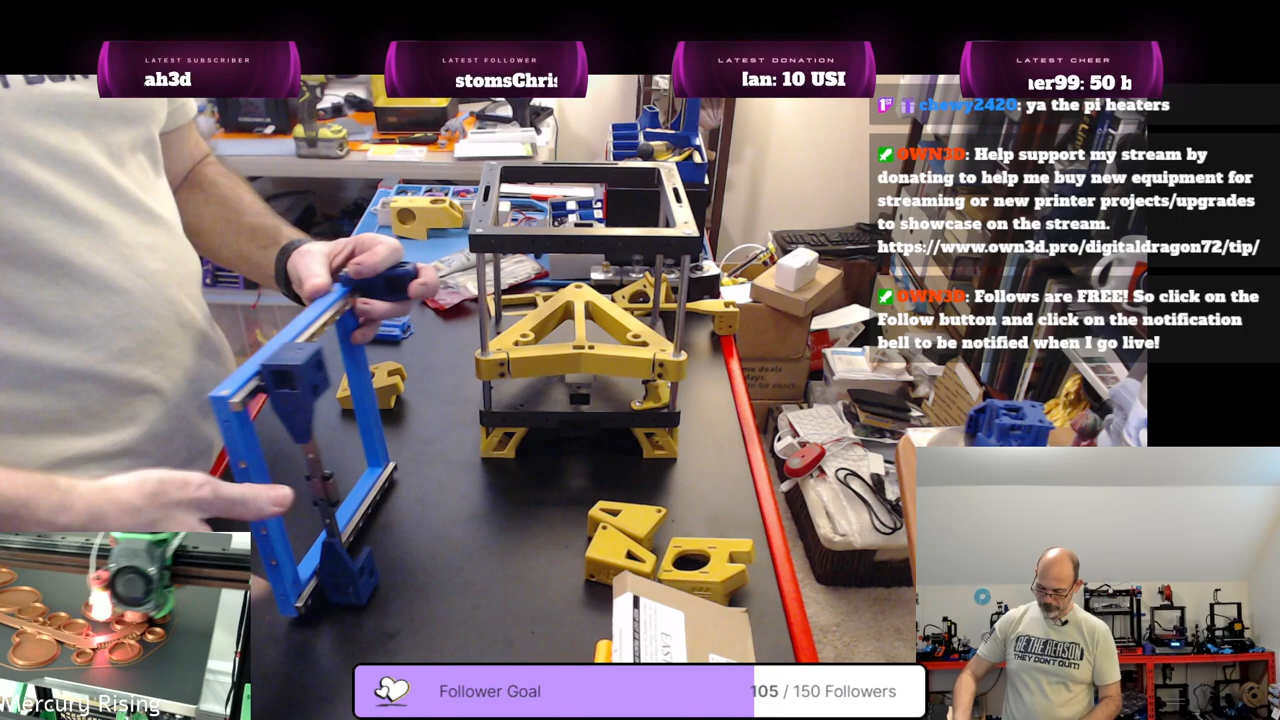 LATEST SUBSCRIBER
ah3d
LATEST FOLLOWER
stomsChris
LATEST DONATION
Ian: 10 USI
LATEST CHEER
ner99: 50 b
chewy2420: ya the pi heaters
OWN3D: Help support my stream by
donating to help me buy new equipment for
streaming or new printer projects/upgrades
to showcase on the stream.
https://www.own3d.pro/digitaldragon72/tip/
OWN3D: Follows are FREE! So click on the
Follow button and click on the notification
bell to be notified when I go live!
BE THE REASON
THEY DON'T QUIT!
Mercury Rising
Follower Goal
105 / 150 Followers